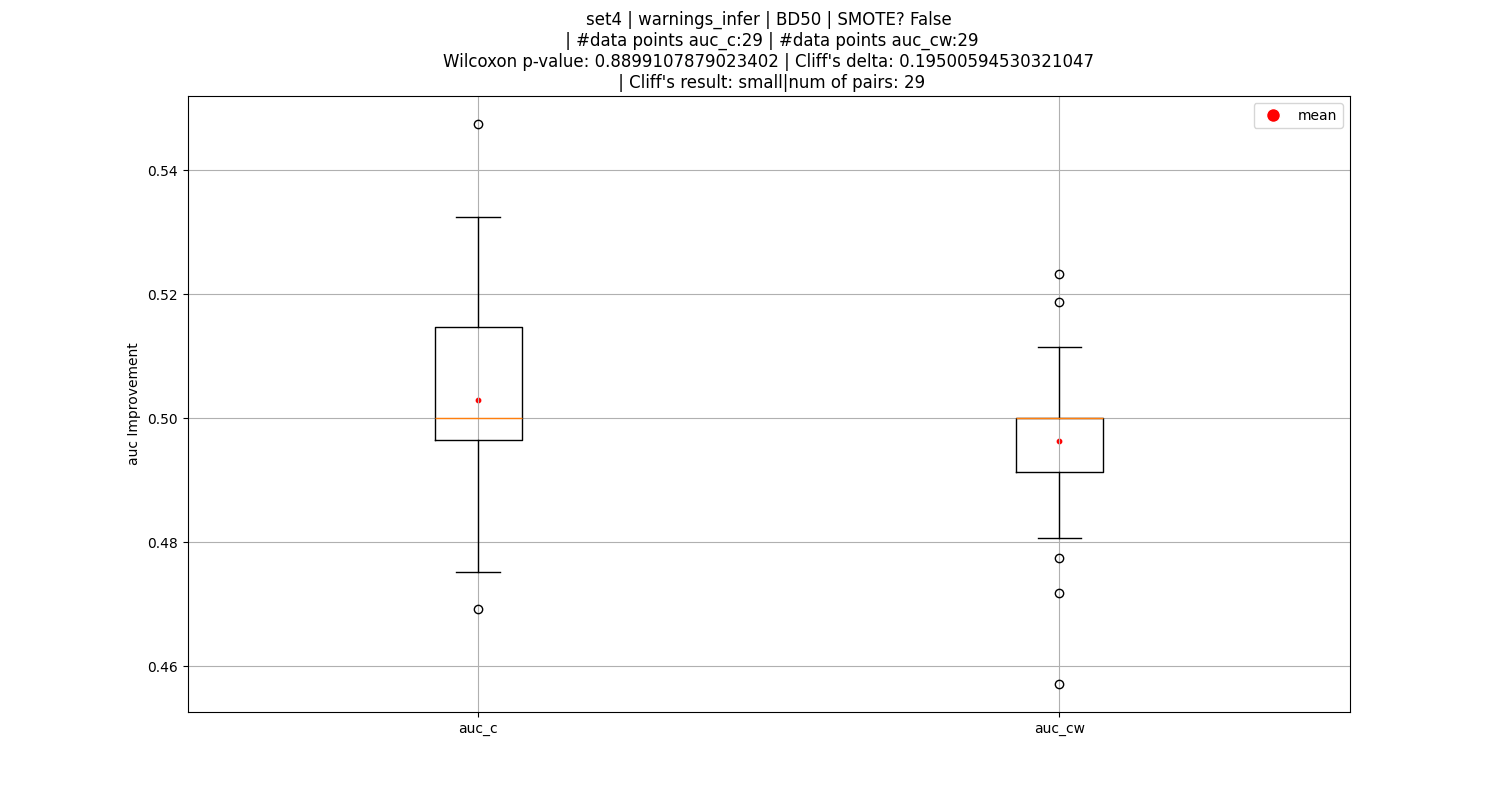 set4 | warnings_infer | BD50 | SMOTE? False
| #data points auc_c:29 | #data points auc_cw:29
Wilcoxon p-value: 0.8899107879023402 | Cliff's delta: 0.19500594530321047
| Cliff's result: small|num of pairs: 29
mean
0.54
0.52
0.50
0.48
0.46
auc Improvement
auc_c
auc_cw